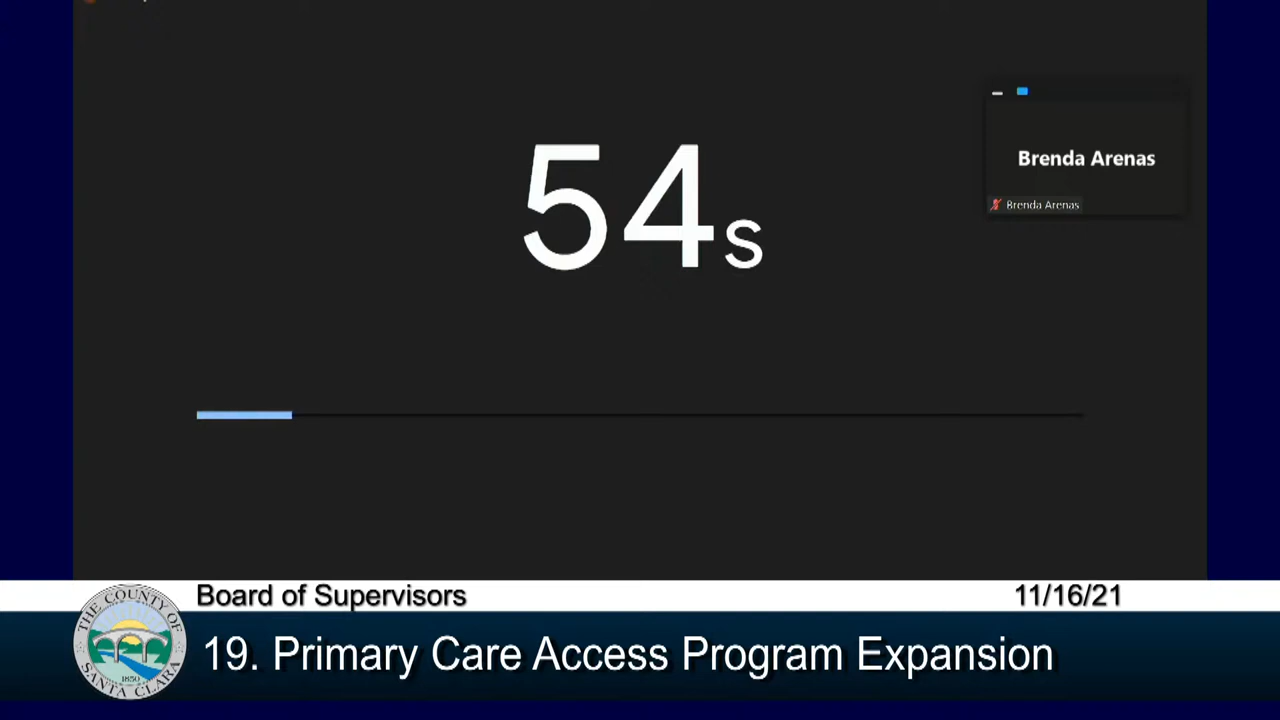 54s
Brenda Arenas
Brenda Arenas
Board of Supervisors
11/16/21
19. Primary Care Access Program Expansion
THE COUNTY OF
SANTA CLARA
1850